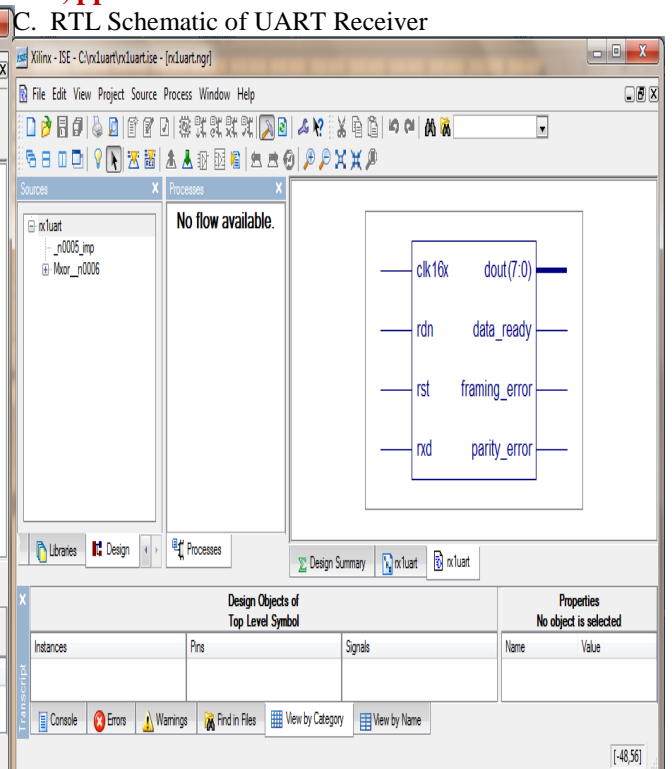 C. RTL Schematic of UART Receiver
Xilinx - ISE - C:\rx1uart\rx1uart.ise - [rx1uart.ngr]
File Edit View Project Source Process Window Help
Sources X Processes X
rx1uart
_n0005_imp
Mxor__n0006
No flow available.
clk16x dout(7:0)
rdn data_ready
rst framing_error
rxd parity_error
Libraries Design Processes
Design Summary rx1uart rx1uart
Design Objects of
Top Level Symbol
Properties
No object is selected
Instances Pins Signals Name Value
Transcript
Console Errors Warnings Find in Files View by Category View by Name
[-48,56]